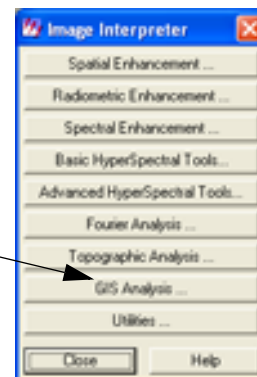 Image Interpreter
Spatial Enhancement ...
Radiometric Enhancement ...
Spectral Enhancement ...
Basic HyperSpectral Tools...
Advanced HyperSpectral Tools...
Fourier Analysis ...
Topographic Analysis ...
GIS Analysis ...
Utilities ...
Close Help